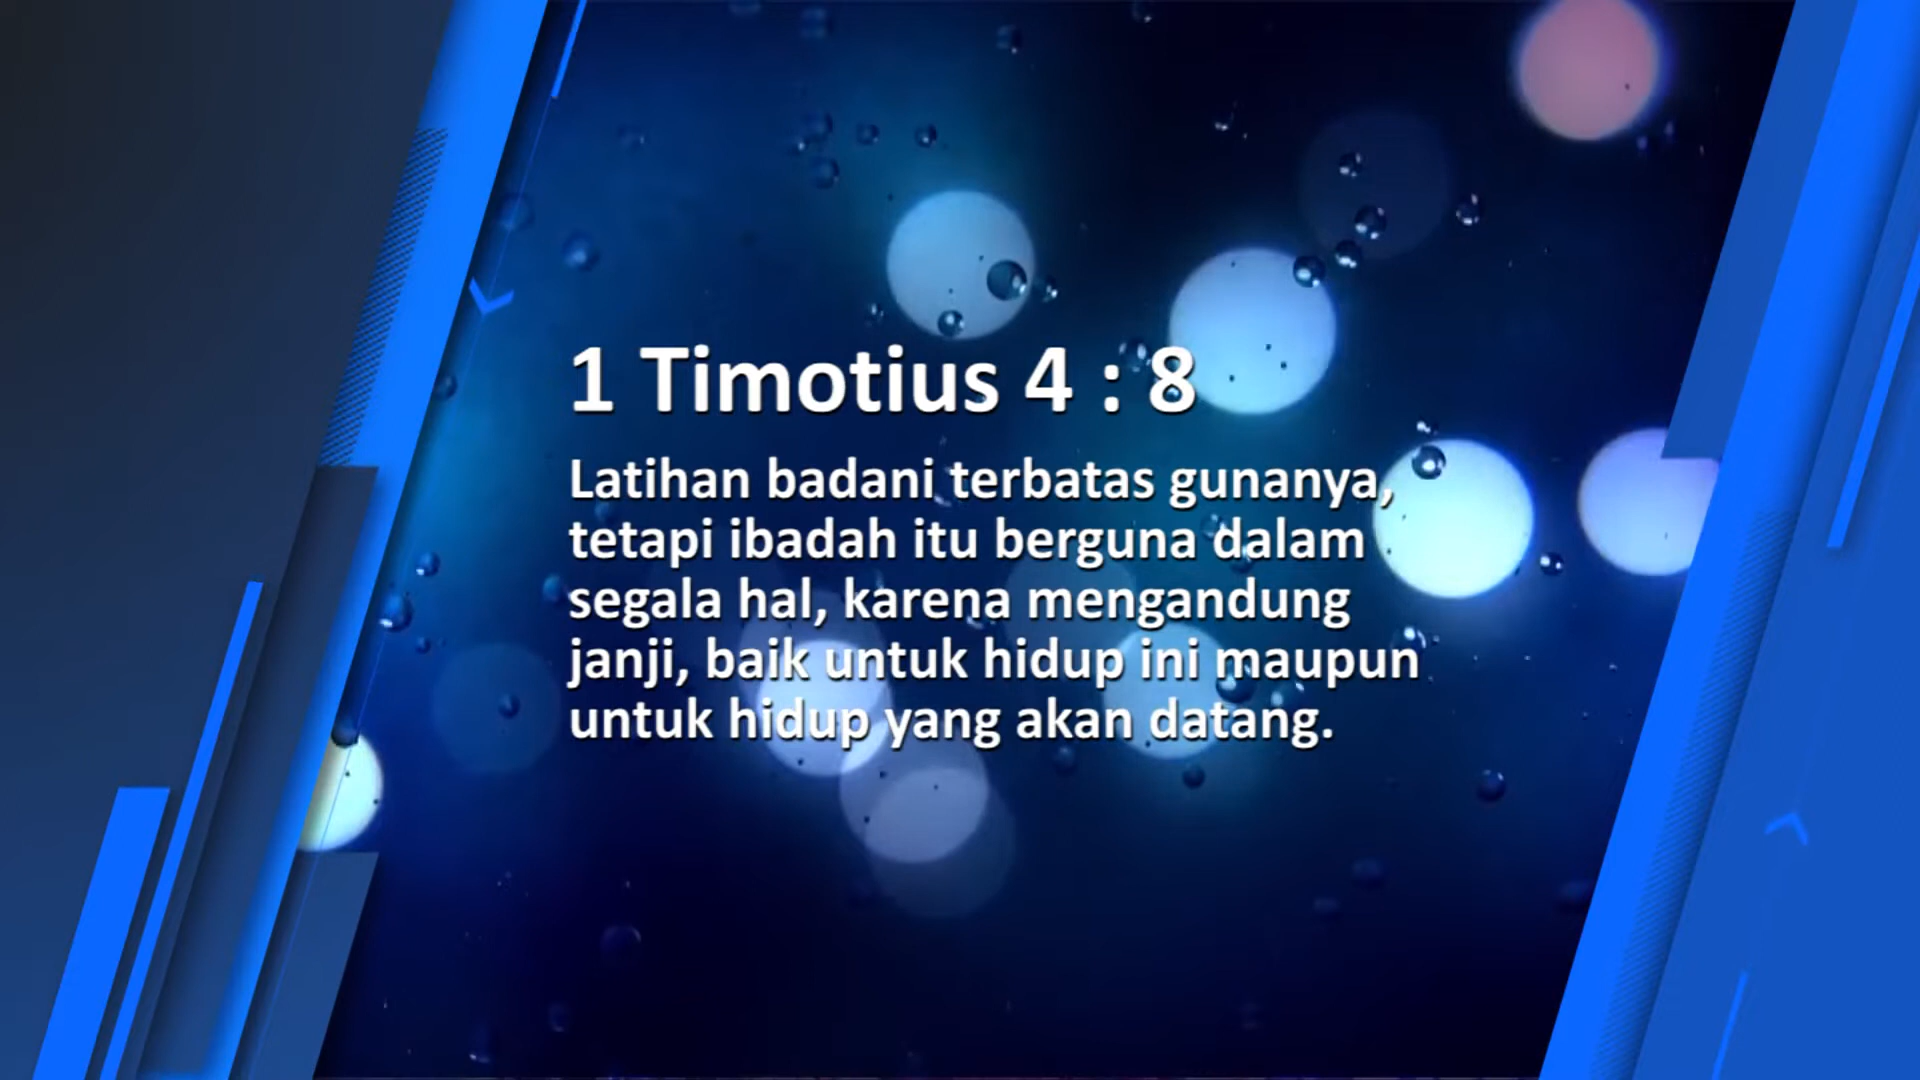 1 Timotius 4 : 8
Latihan badani terbatas gunanya,
tetapi ibadah itu berguna dalam
segala hal, karena mengandung
janji, baik untuk hidup ini maupun
untuk hidup yang akan datang.